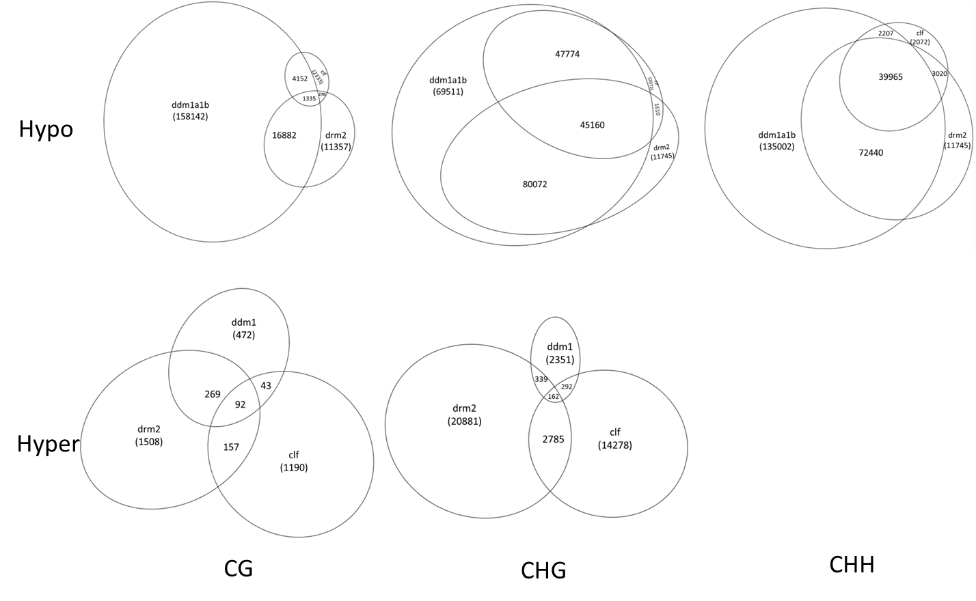 Hypo
ddm1a1b
(158142)
4152
clf
1335
16882
drm2
(11357)
ddm1a1b
(69511)
47774
45160
80072
drm2
(11745)
ddm1a1b
(135002)
2207
clf
(2072)
39965
3020
72440
drm2
(11745)
Hyper
ddm1
(472)
269
43
92
drm2
(1508)
157
clf
(1190)
ddm1
(2351)
339
292
162
drm2
(20881)
2785
clf
(14278)
CG
CHG
CHH